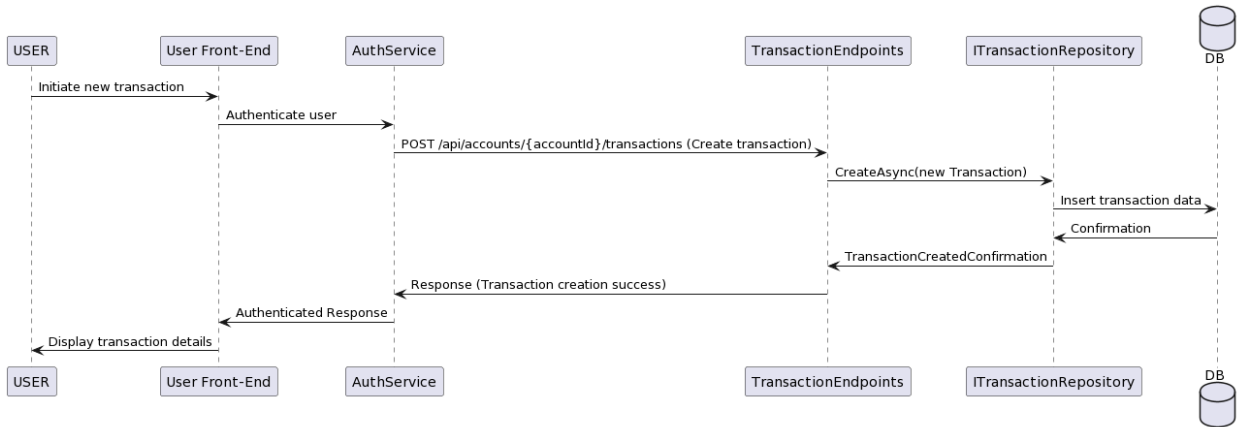 DB
USER
User Front-End
AuthService
TransactionEndpoints
ITransactionRepository
Initiate new transaction
Authenticate user
POST /api/accounts/{accountId}/transactions (Create transaction)
CreateAsync(new Transaction)
Insert transaction data
Confirmation
TransactionCreatedConfirmation
Response (Transaction creation success)
Authenticated Response
Display transaction details
USER
User Front-End
AuthService
TransactionEndpoints
ITransactionRepository
DB